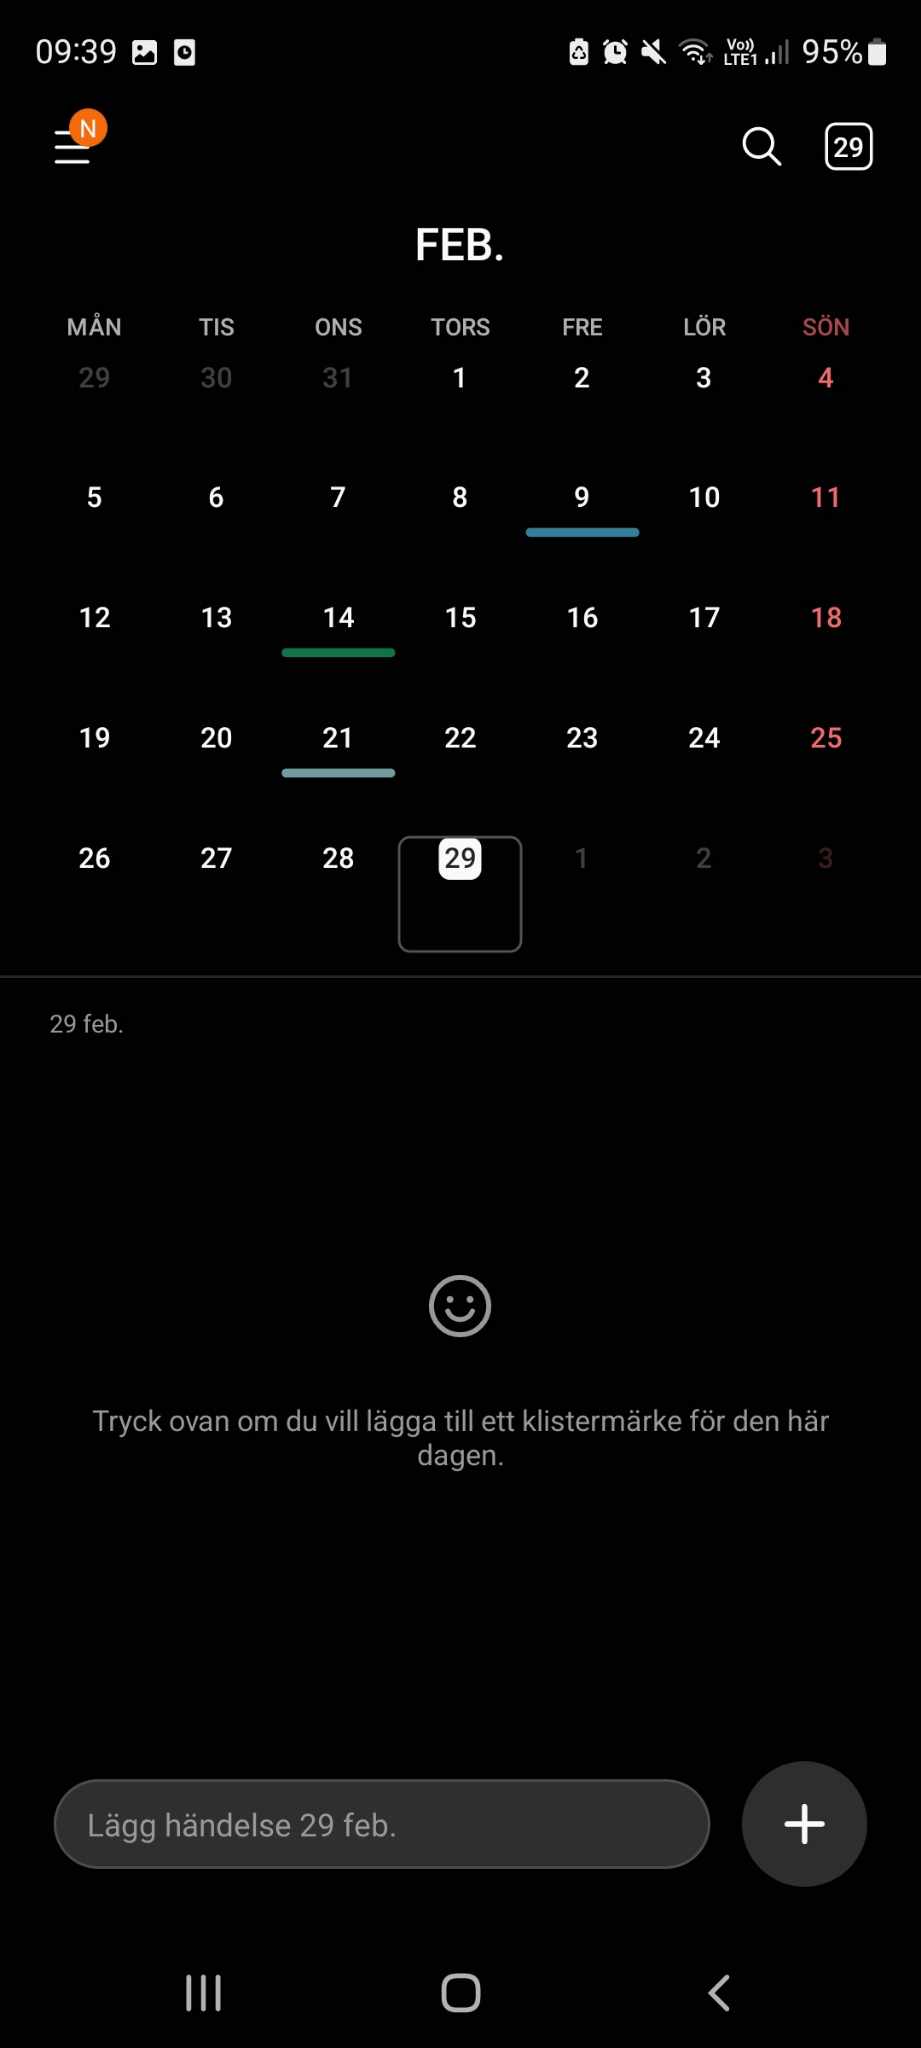 09:39 Vo) LTE1 95%
N 29
FEB.
MÅN TIS ONS TORS FRE LÖR SÖN
29 30 31 1 2 3 4
5 6 7 8 9 10 11
12 13 14 15 16 17 18
19 20 21 22 23 24 25
26 27 28 29 1 2 3
29 feb.
Tryck ovan om du vill lägga till ett klistermärke för den här
dagen.
Lägg händelse 29 feb.